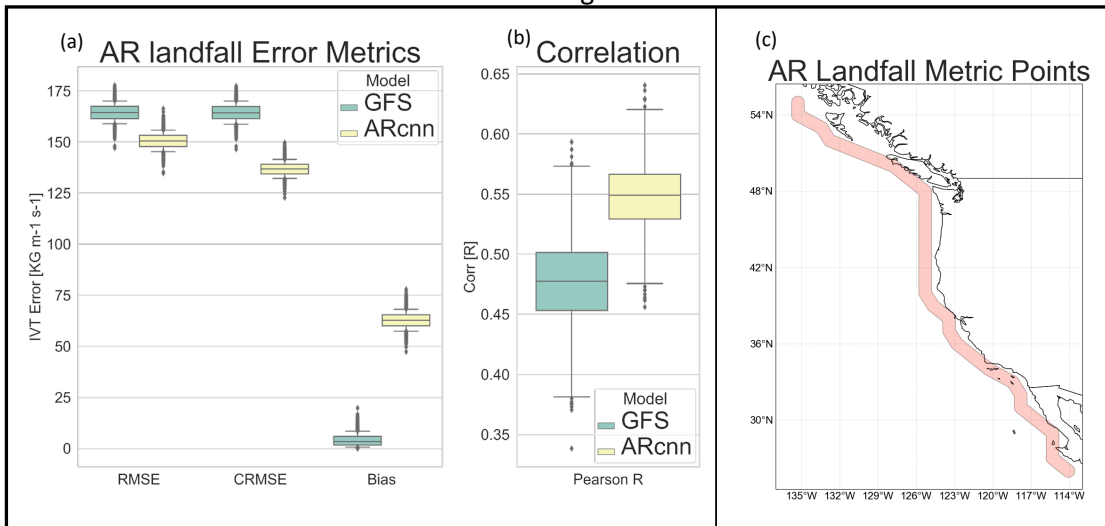 (a) AR landfall Error Metrics
Model
GFS
ARcnn
IVT Error [KG m-1 s-1]
175
150
125
100
75
50
25
0
RMSE CRMSE Bias
(b) Correlation
Corr [R]
0.65
0.60
0.55
0.50
0.45
0.40
0.35
Model
GFS
ARcnn
Pearson R
(c)
AR Landfall Metric Points
54°N
48°N
42°N
36°N
30°N
135°W 132°W 129°W 126°W 123°W 120°W 117°W 114°W